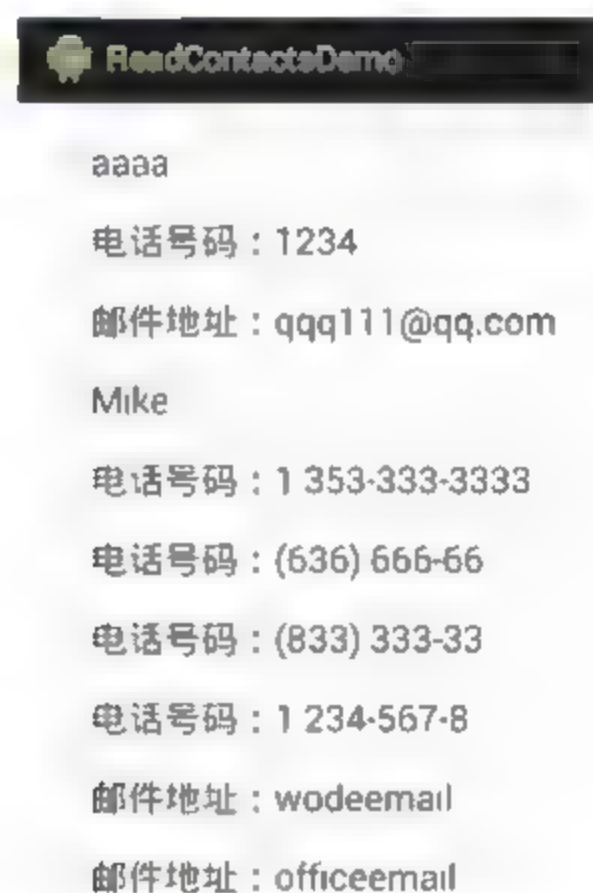 ReadContactsDemo
aaaa
电话号码：1234
邮件地址：qqq111@qq.com
Mike
电话号码：1 353-333-3333
电话号码：(636) 666-66
电话号码：(833) 333-33
电话号码：1 234-567-8
邮件地址：wodeemail
邮件地址：officeemail